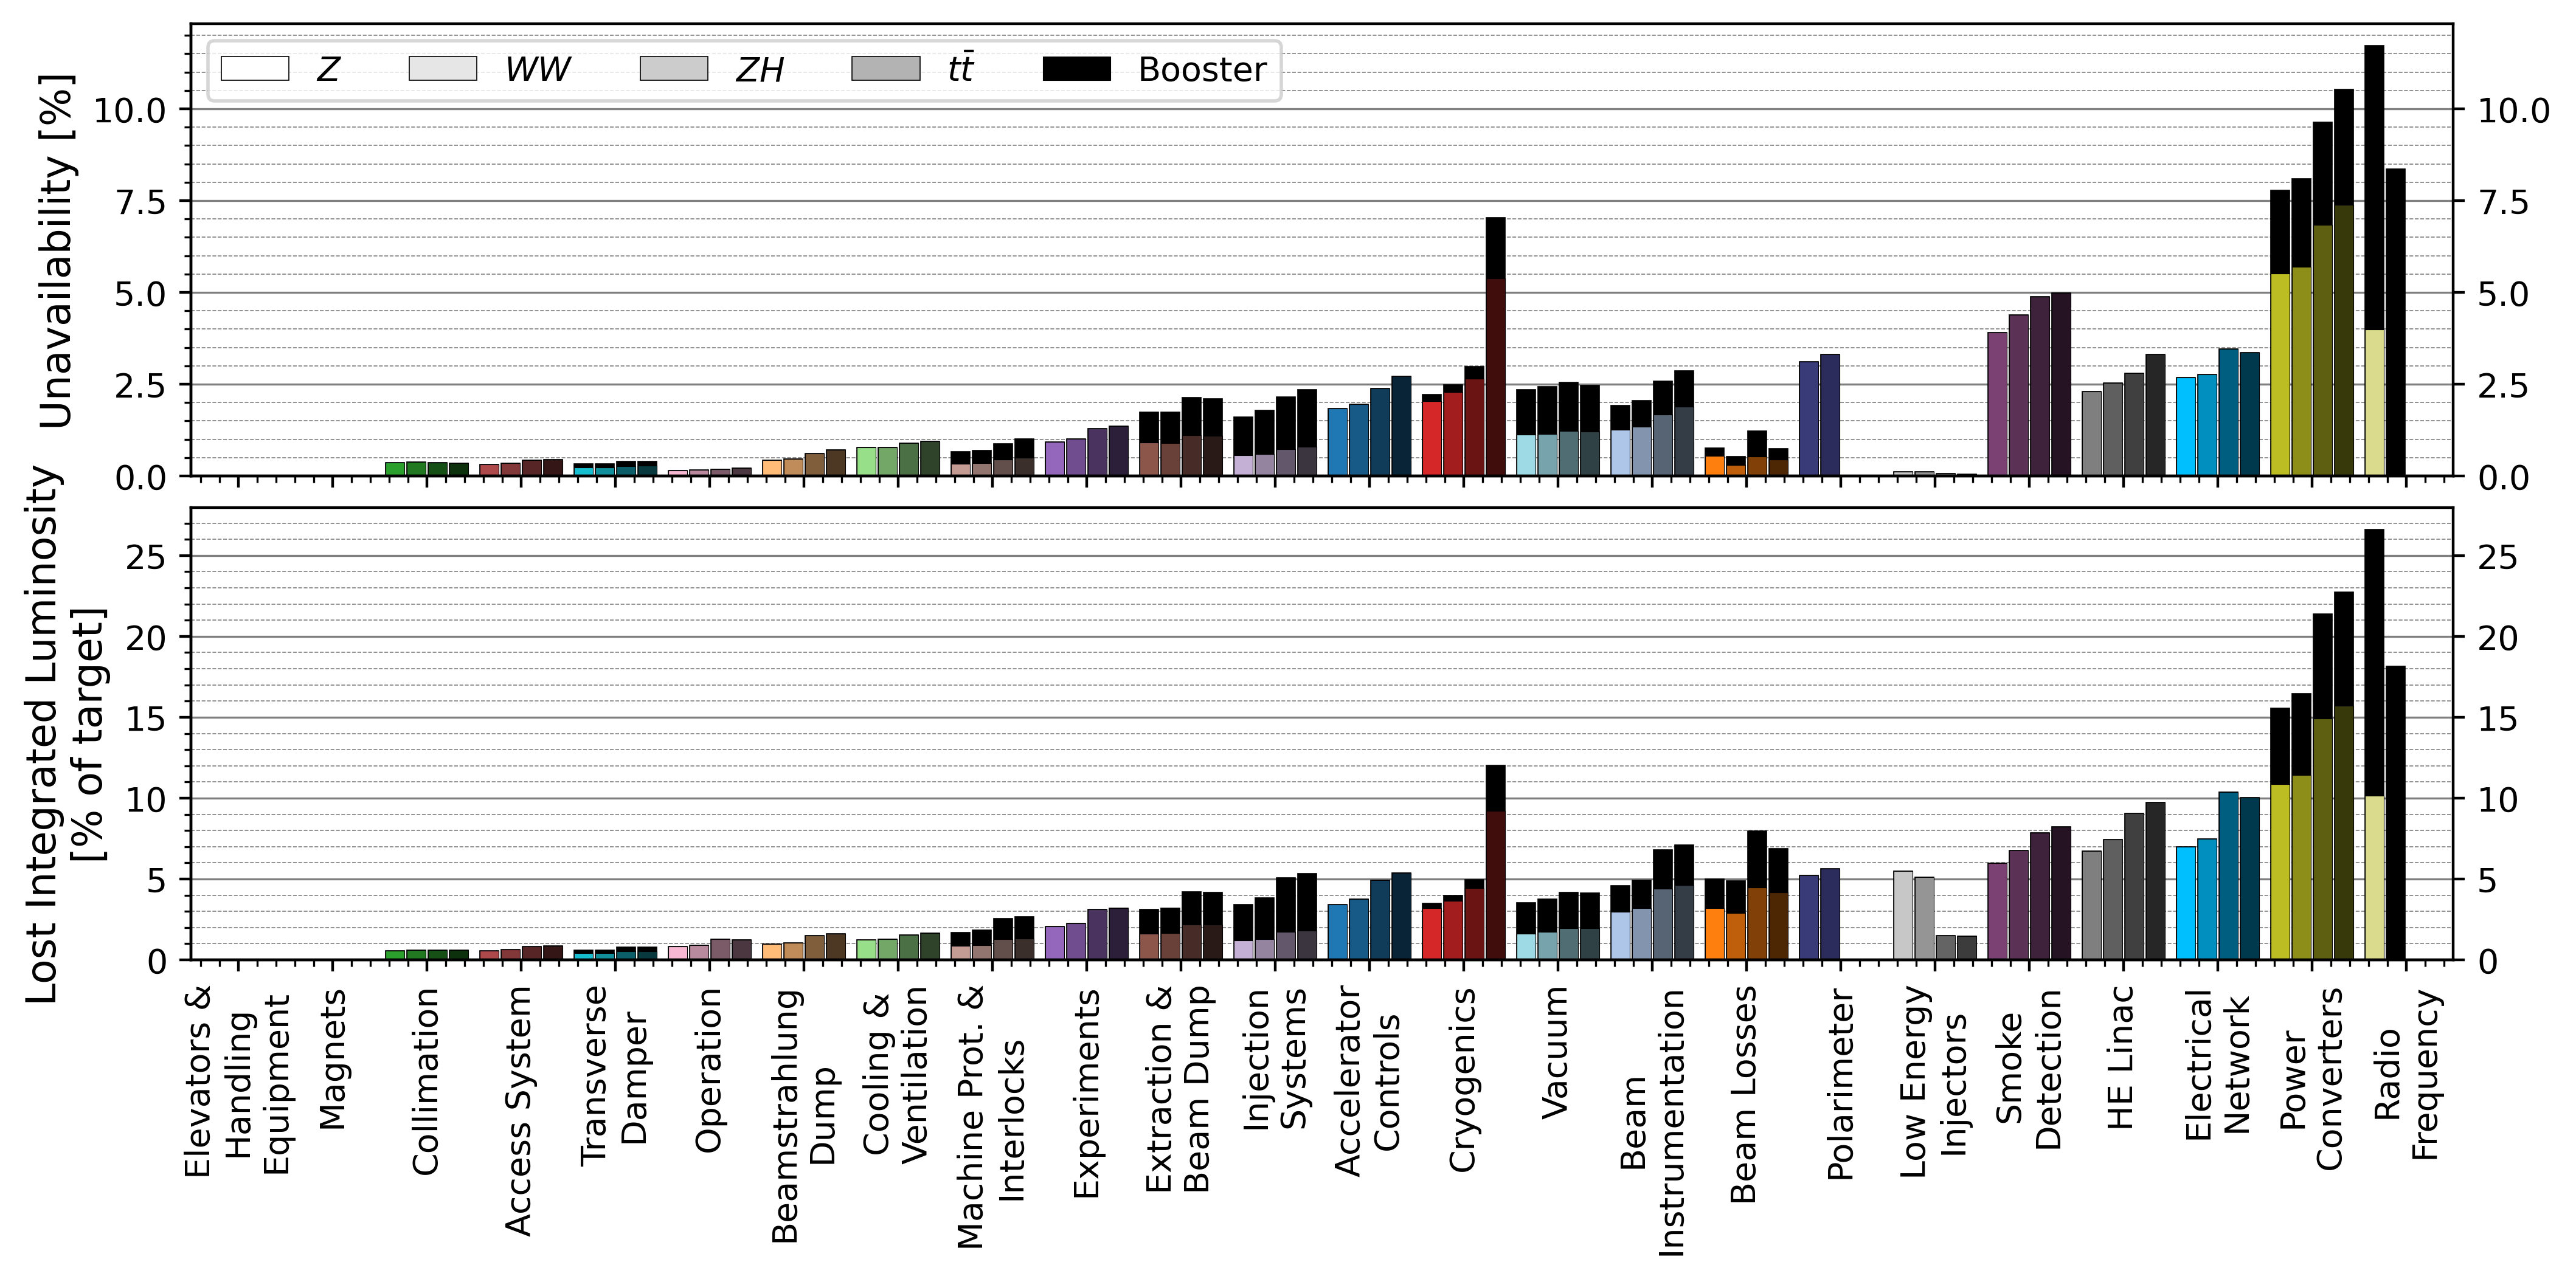 Unavailability [%]
Z WW ZH tt̄ Booster
10.0
7.5
5.0
2.5
0.0
10.0
7.5
5.0
2.5
0.0
Lost Integrated Luminosity
[% of target]
25
20
15
10
5
0
25
20
15
10
5
0
Elevators &
Handling
Equipment
Magnets
Collimation
Access System
Transverse
Damper
Operation
Beamstrahlung
Dump
Cooling &
Ventilation
Machine Prot. &
Interlocks
Experiments
Extraction &
Beam Dump
Injection
Systems
Accelerator
Controls
Cryogenics
Vacuum
Beam
Instrumentation
Beam Losses
Polarimeter
Low Energy
Injectors
Smoke
Detection
HE Linac
Electrical
Network
Power
Converters
Radio
Frequency